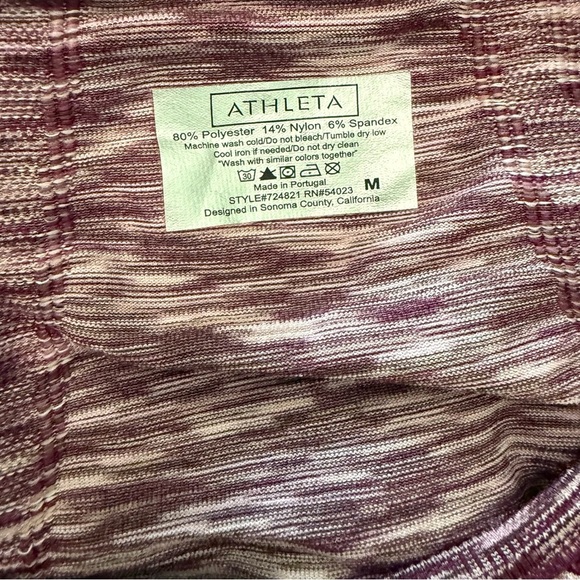 ATHLETA
80% Polyester 14% Nylon 6% Spandex
Machine wash cold/Do not bleach/Tumble dry low
Cool iron if needed/Do not dry clean
"Wash with similar colors together"
30
Made in Portugal
STYLE#724821 RN#54023 M
Designed in Sonoma County, California